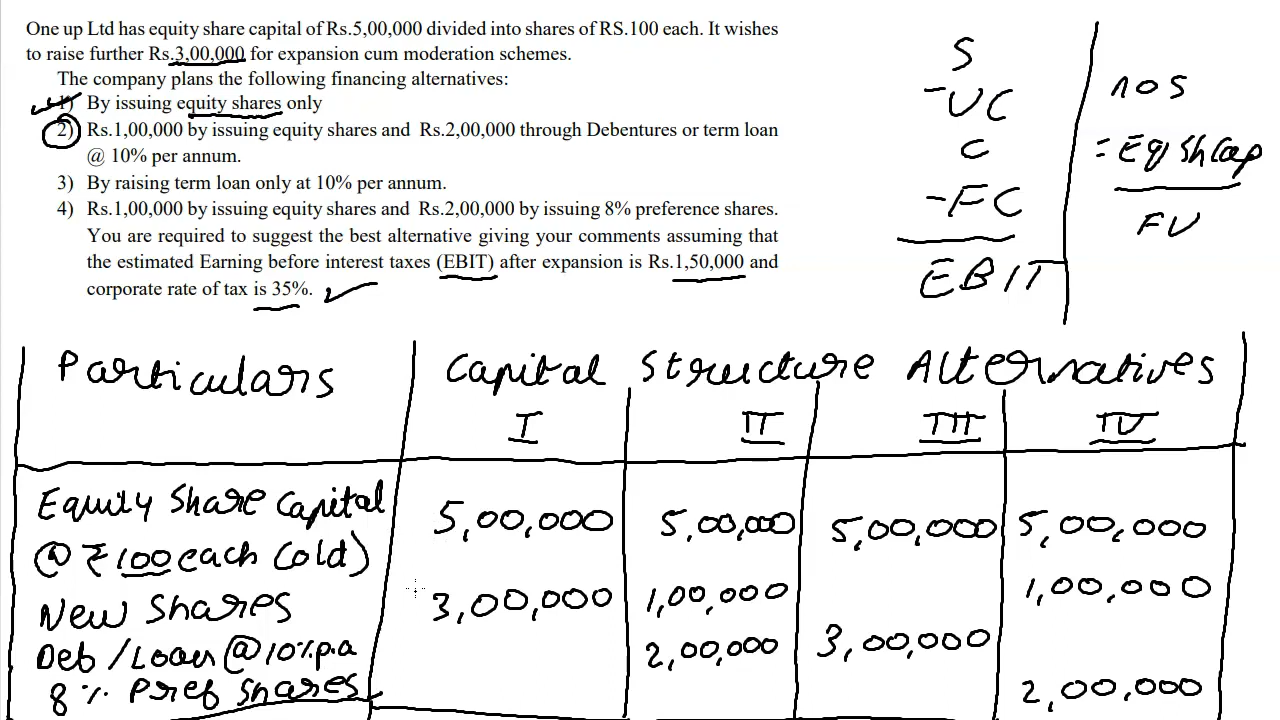 One up Ltd has equity share capital of Rs.5,00,000 divided into shares of RS.100 each. It wishes
to raise further Rs.3,00,000 for expansion cum moderation schemes.
The company plans the following financing alternatives:
1) By issuing equity shares only
2) Rs.1,00,000 by issuing equity shares and Rs.2,00,000 through Debentures or term loan
@ 10% per annum.
3) By raising term loan only at 10% per annum.
4) Rs.1,00,000 by issuing equity shares and Rs.2,00,000 by issuing 8% preference shares.
You are required to suggest the best alternative giving your comments assuming that
the estimated Earning before interest taxes (EBIT) after expansion is Rs.1,50,000 and
corporate rate of tax is 35%.
S
-VC
C
-FC
EBIT
nos
= Eq Sh Cap
FV
Particulars Capital Structure Alternatives
I II III IV
Equity Share Capital 5,00,000 5,00,000 5,00,000 5,00,000
@ ₹ 100 each (old)
New Shares 3,00,000 1,00,000 1,00,000
Deb/Loan @10%p.a 2,00,000 3,00,000
8% Pref Shares 2,00,000